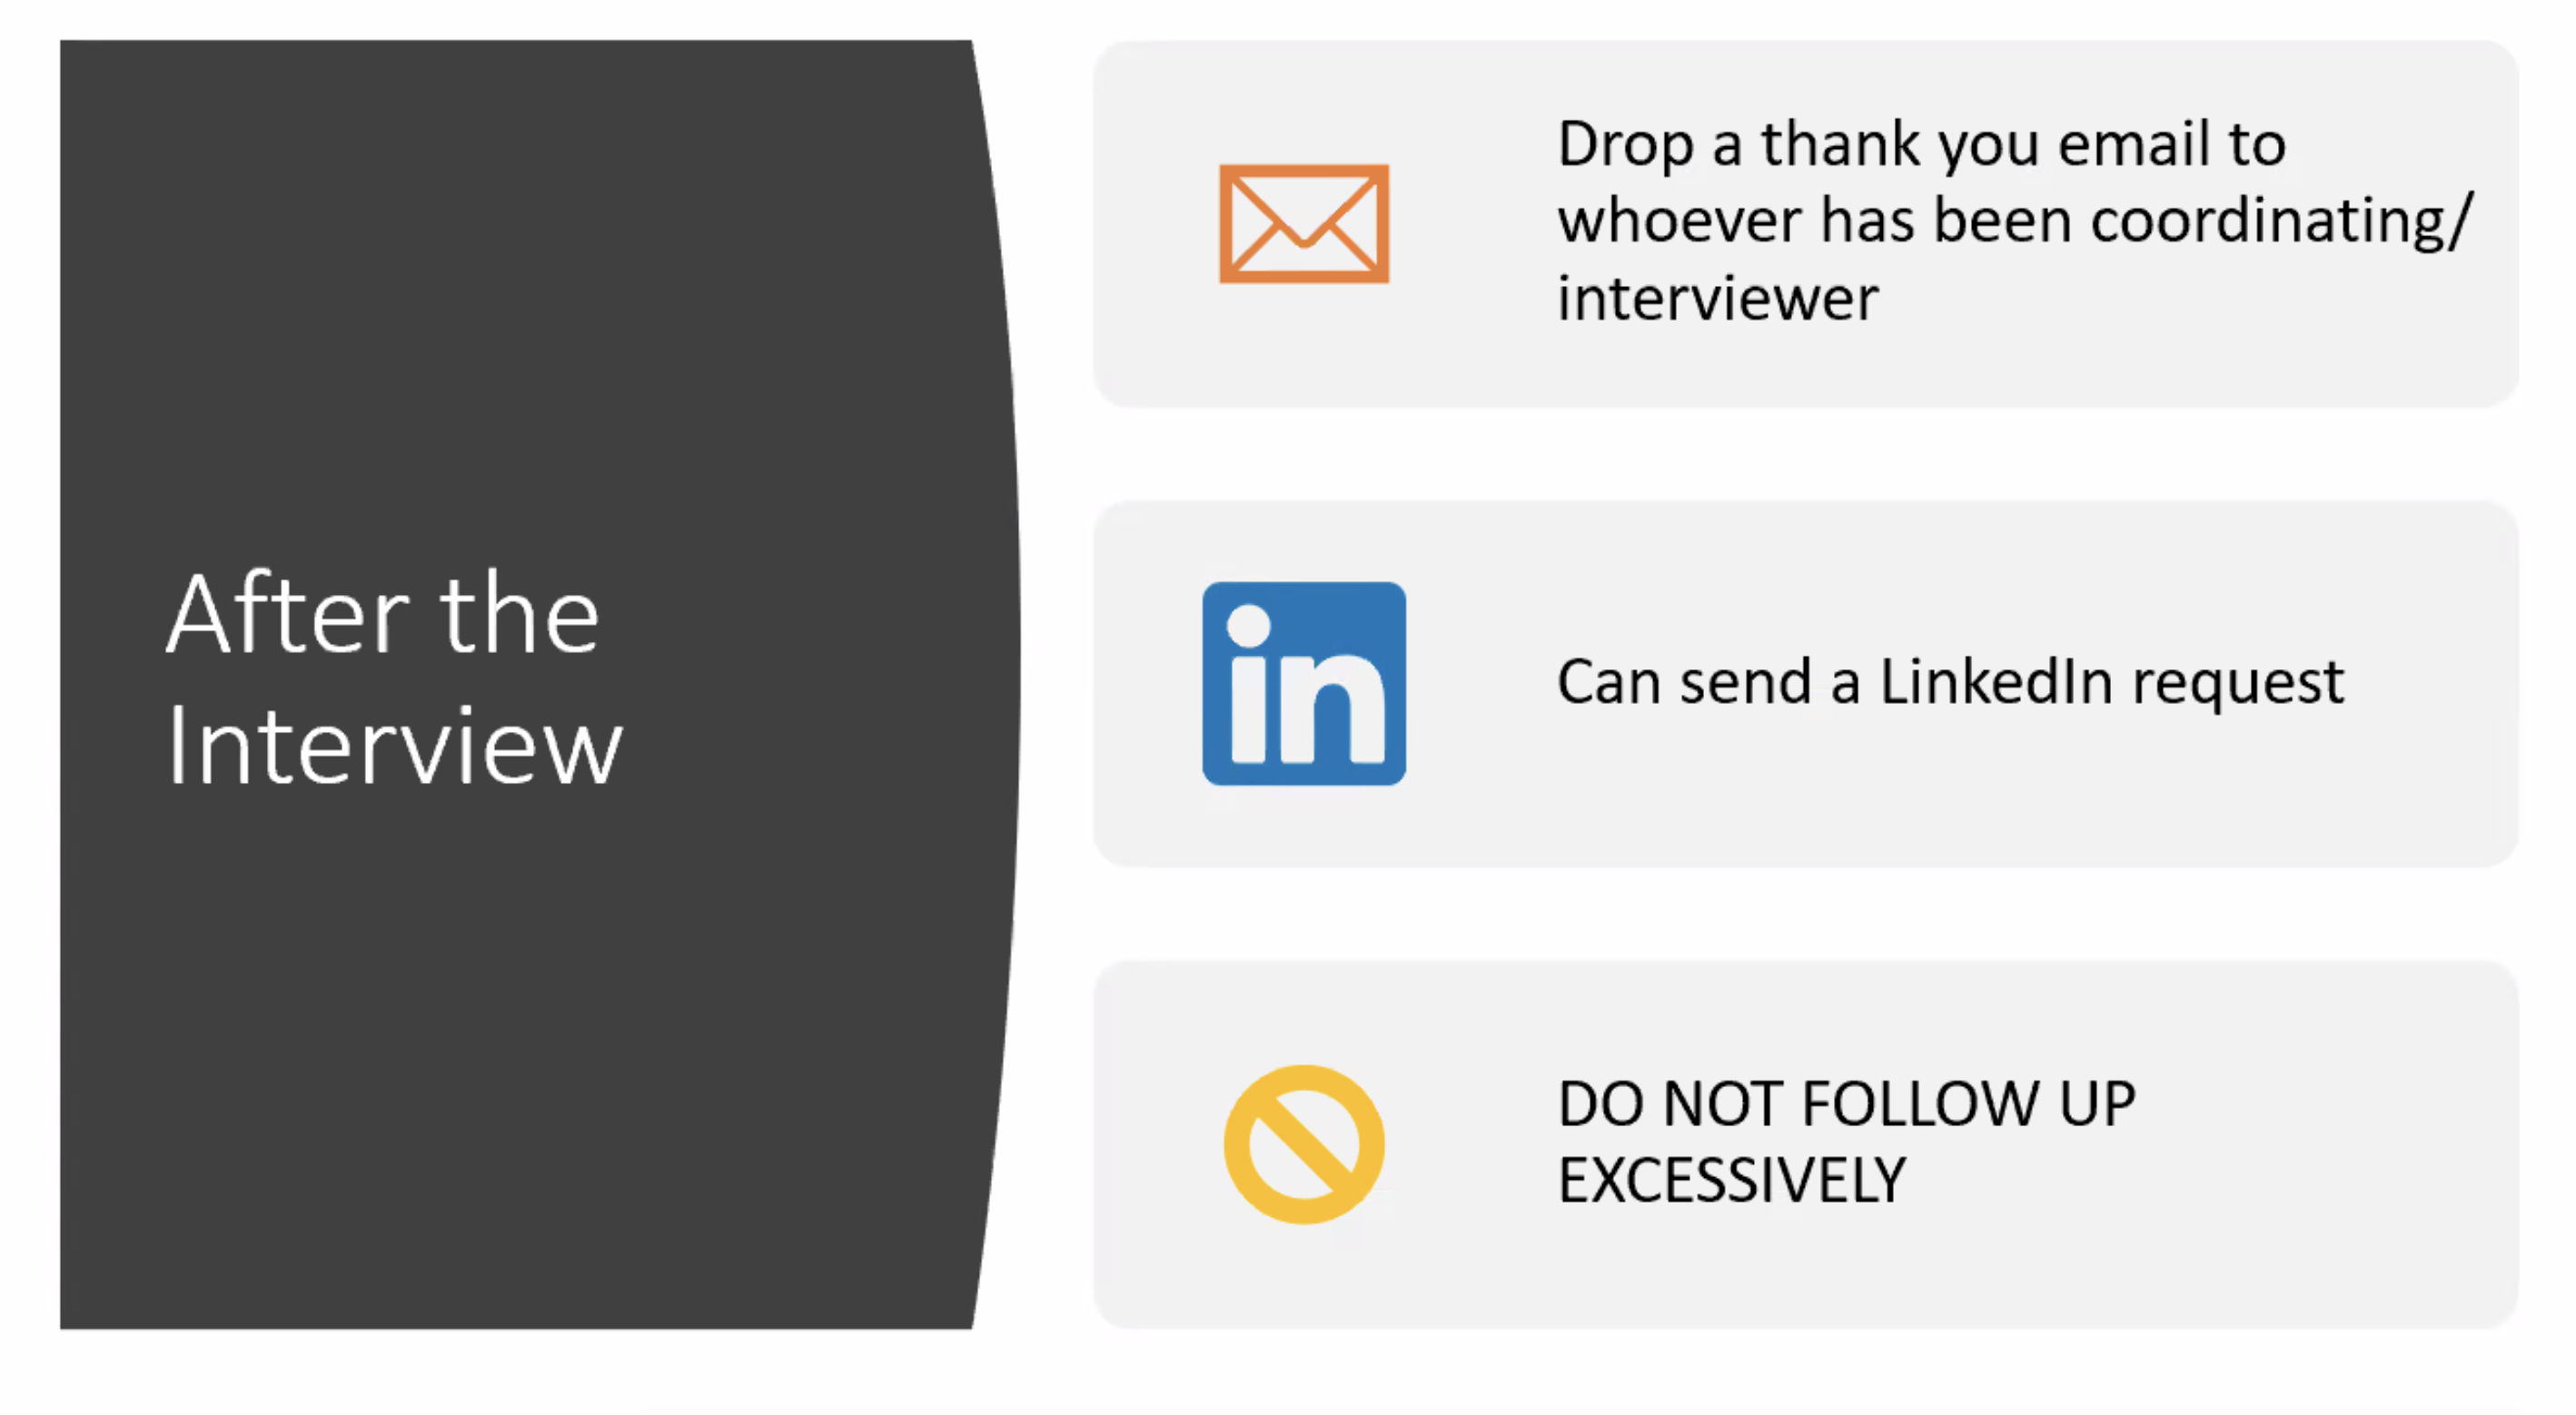 After the
Interview
Drop a thank you email to
whoever has been coordinating/
interviewer
in
Can send a LinkedIn request
DO NOT FOLLOW UP
EXCESSIVELY